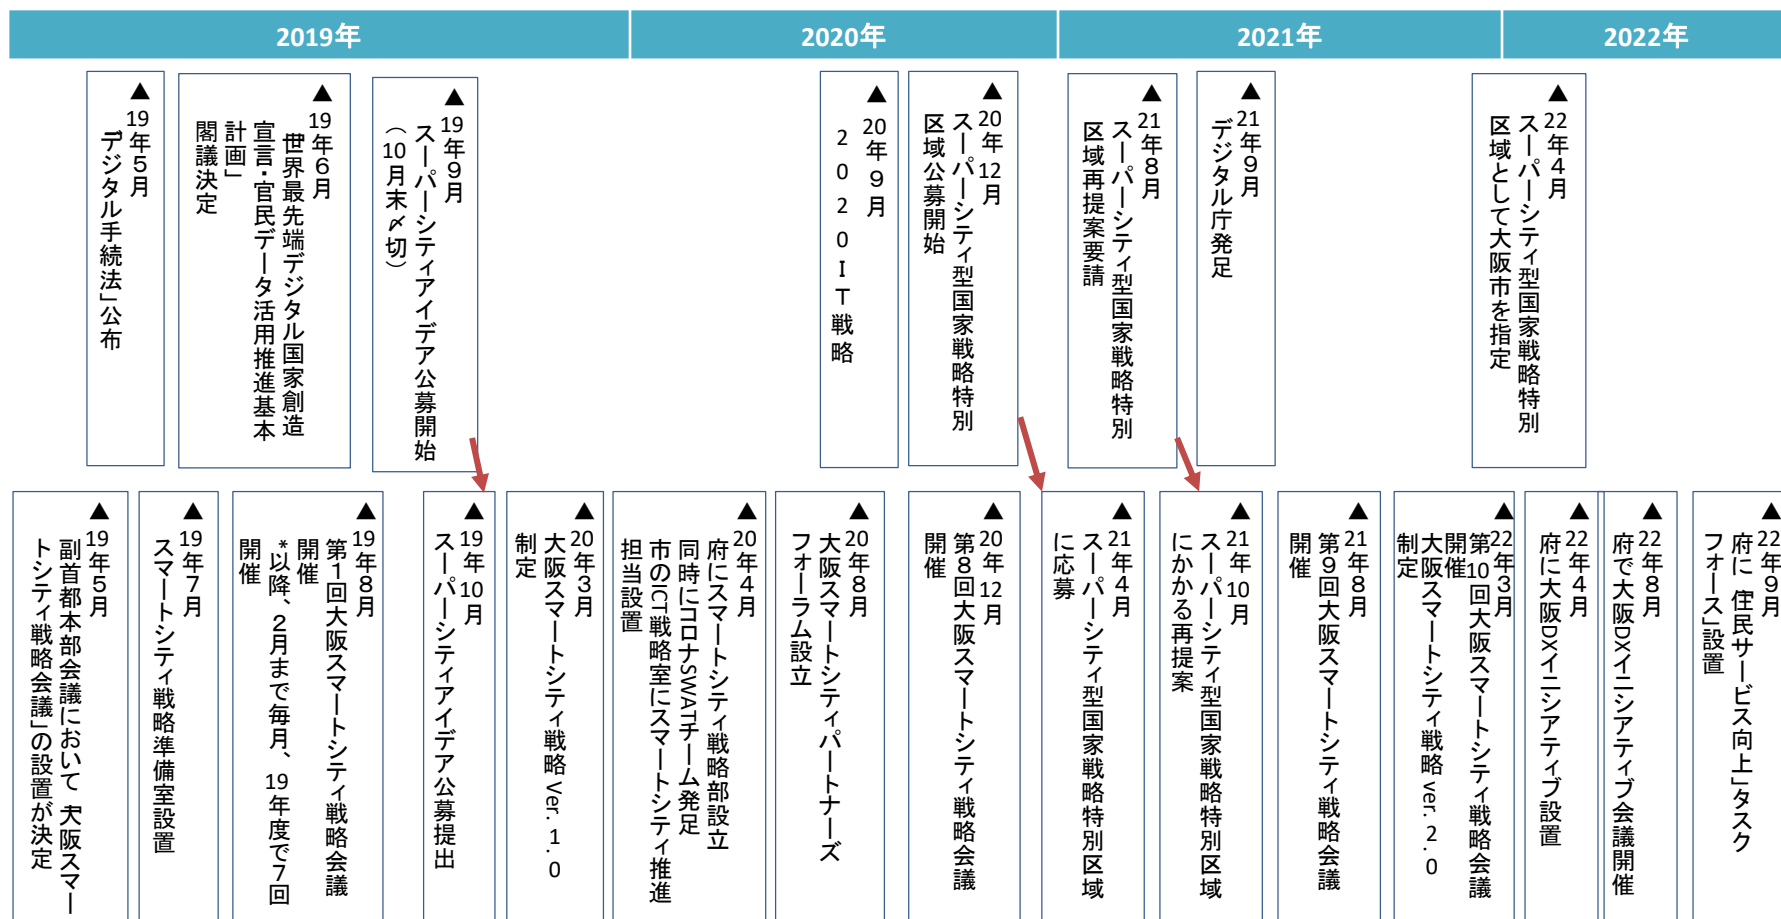 2019年
2020年
2021年
2022年
▲
19年5月
「デジタル手続法」公布
▲
19年6月
「世界最先端デジタル国家創造
宣言・官民データ活用推進基本
計画」
閣議決定
▲
19年9月
スーパーシティアイデア公募開始
（10月末〆切）
▲
20年9月
2020IT戦略
▲
20年12月
スーパーシティ型国家戦略特別
区域公募開始
▲
21年8月
スーパーシティ型国家戦略特別
区域再提案要請
▲
21年9月
デジタル庁発足
▲
22年4月
スーパーシティ型国家戦略特別
区域として大阪市を指定
▲
19年5月
副首都本部会議において「大阪スマー
トシティ戦略会議」の設置が決定
▲
19年7月
スマートシティ戦略準備室設置
▲
19年8月
第1回大阪スマートシティ戦略会議
開催
*以降、2月まで毎月、19年度で7回
開催
▲
19年10月
スーパーシティアイデア公募提出
▲
20年3月
大阪スマートシティ戦略Ver.1.0
制定
▲
20年4月
府にスマートシティ戦略部設立
同時にコロナSWATチーム発足
市のICT戦略室にスマートシティ推進
担当設置
▲
20年8月
大阪スマートシティパートナーズ
フォーラム設立
▲
20年12月
第8回大阪スマートシティ戦略会議
開催
▲
21年4月
スーパーシティ型国家戦略特別区域
に応募
▲
21年10月
スーパーシティ型国家戦略特別区域
にかかる再提案
▲
21年8月
第9回大阪スマートシティ戦略会議
開催
▲
22年3月
第10回大阪スマートシティ戦略会議
開催
大阪スマートシティ戦略ver.2.0
制定
▲
22年4月
府に大阪DXイニシアティブ設置
▲
22年8月
府で大阪DXイニシアティブ会議開催
▲
22年9月
府に「住民サービス向上」タスク
フォース」設置